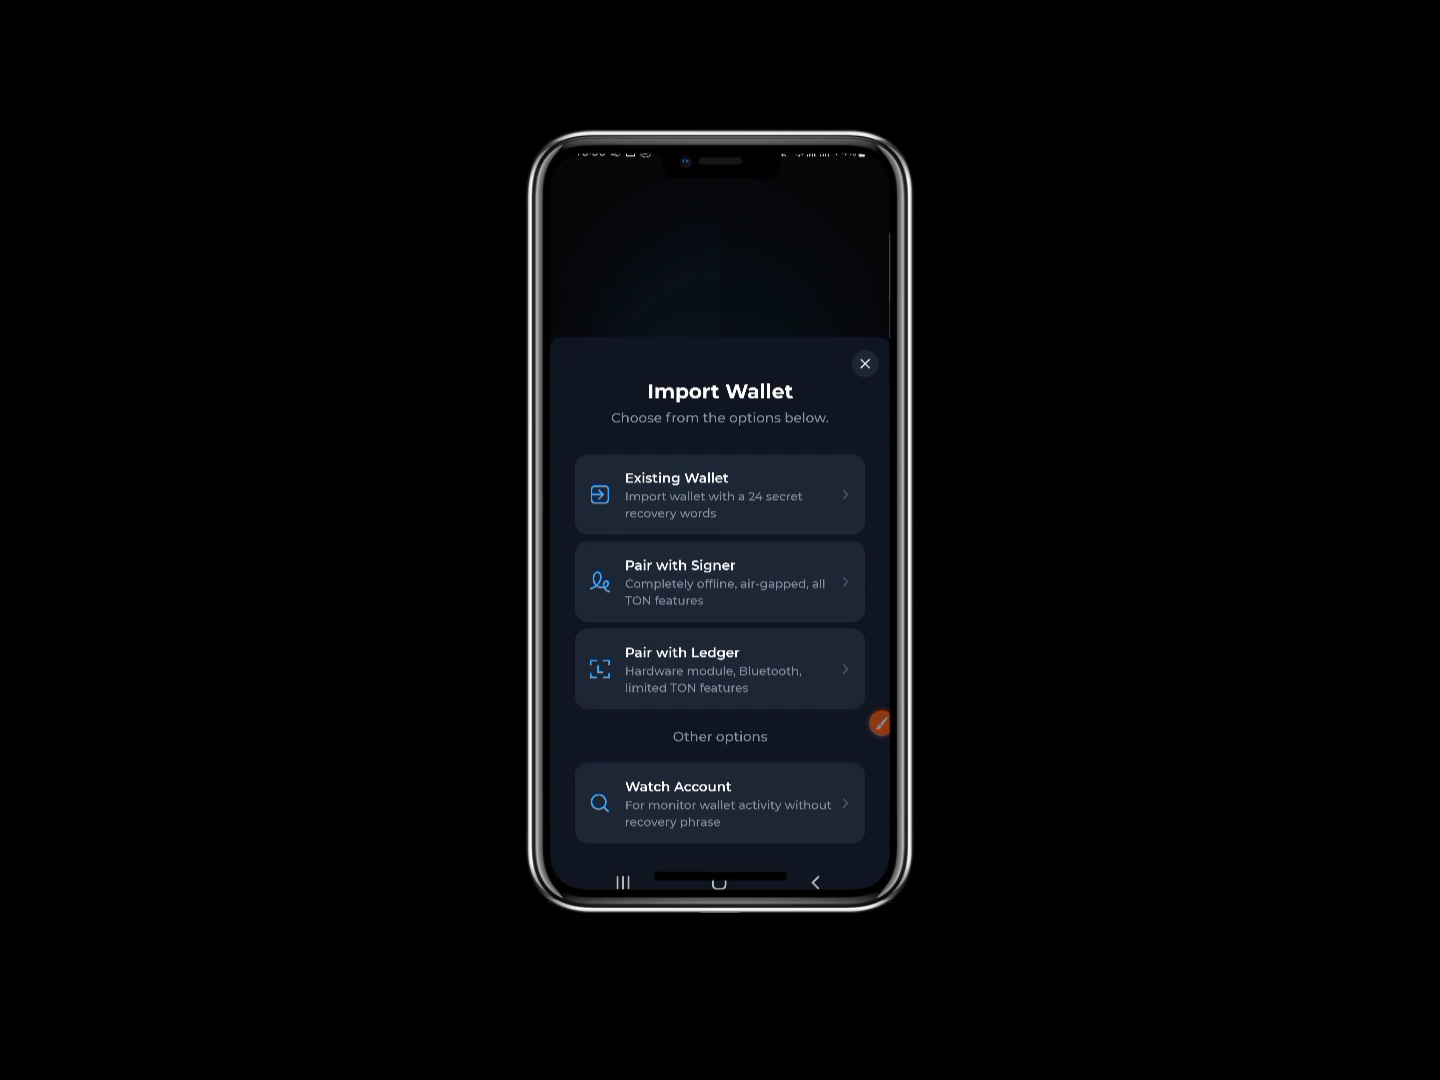 Import Wallet
Choose from the options below.
Existing Wallet
Import wallet with a 24 secret
recovery words
Pair with Signer
Completely offline, air-gapped, all
TON features
Pair with Ledger
Hardware module, Bluetooth,
limited TON features
Other options
Watch Account
For monitor wallet activity without
recovery phrase